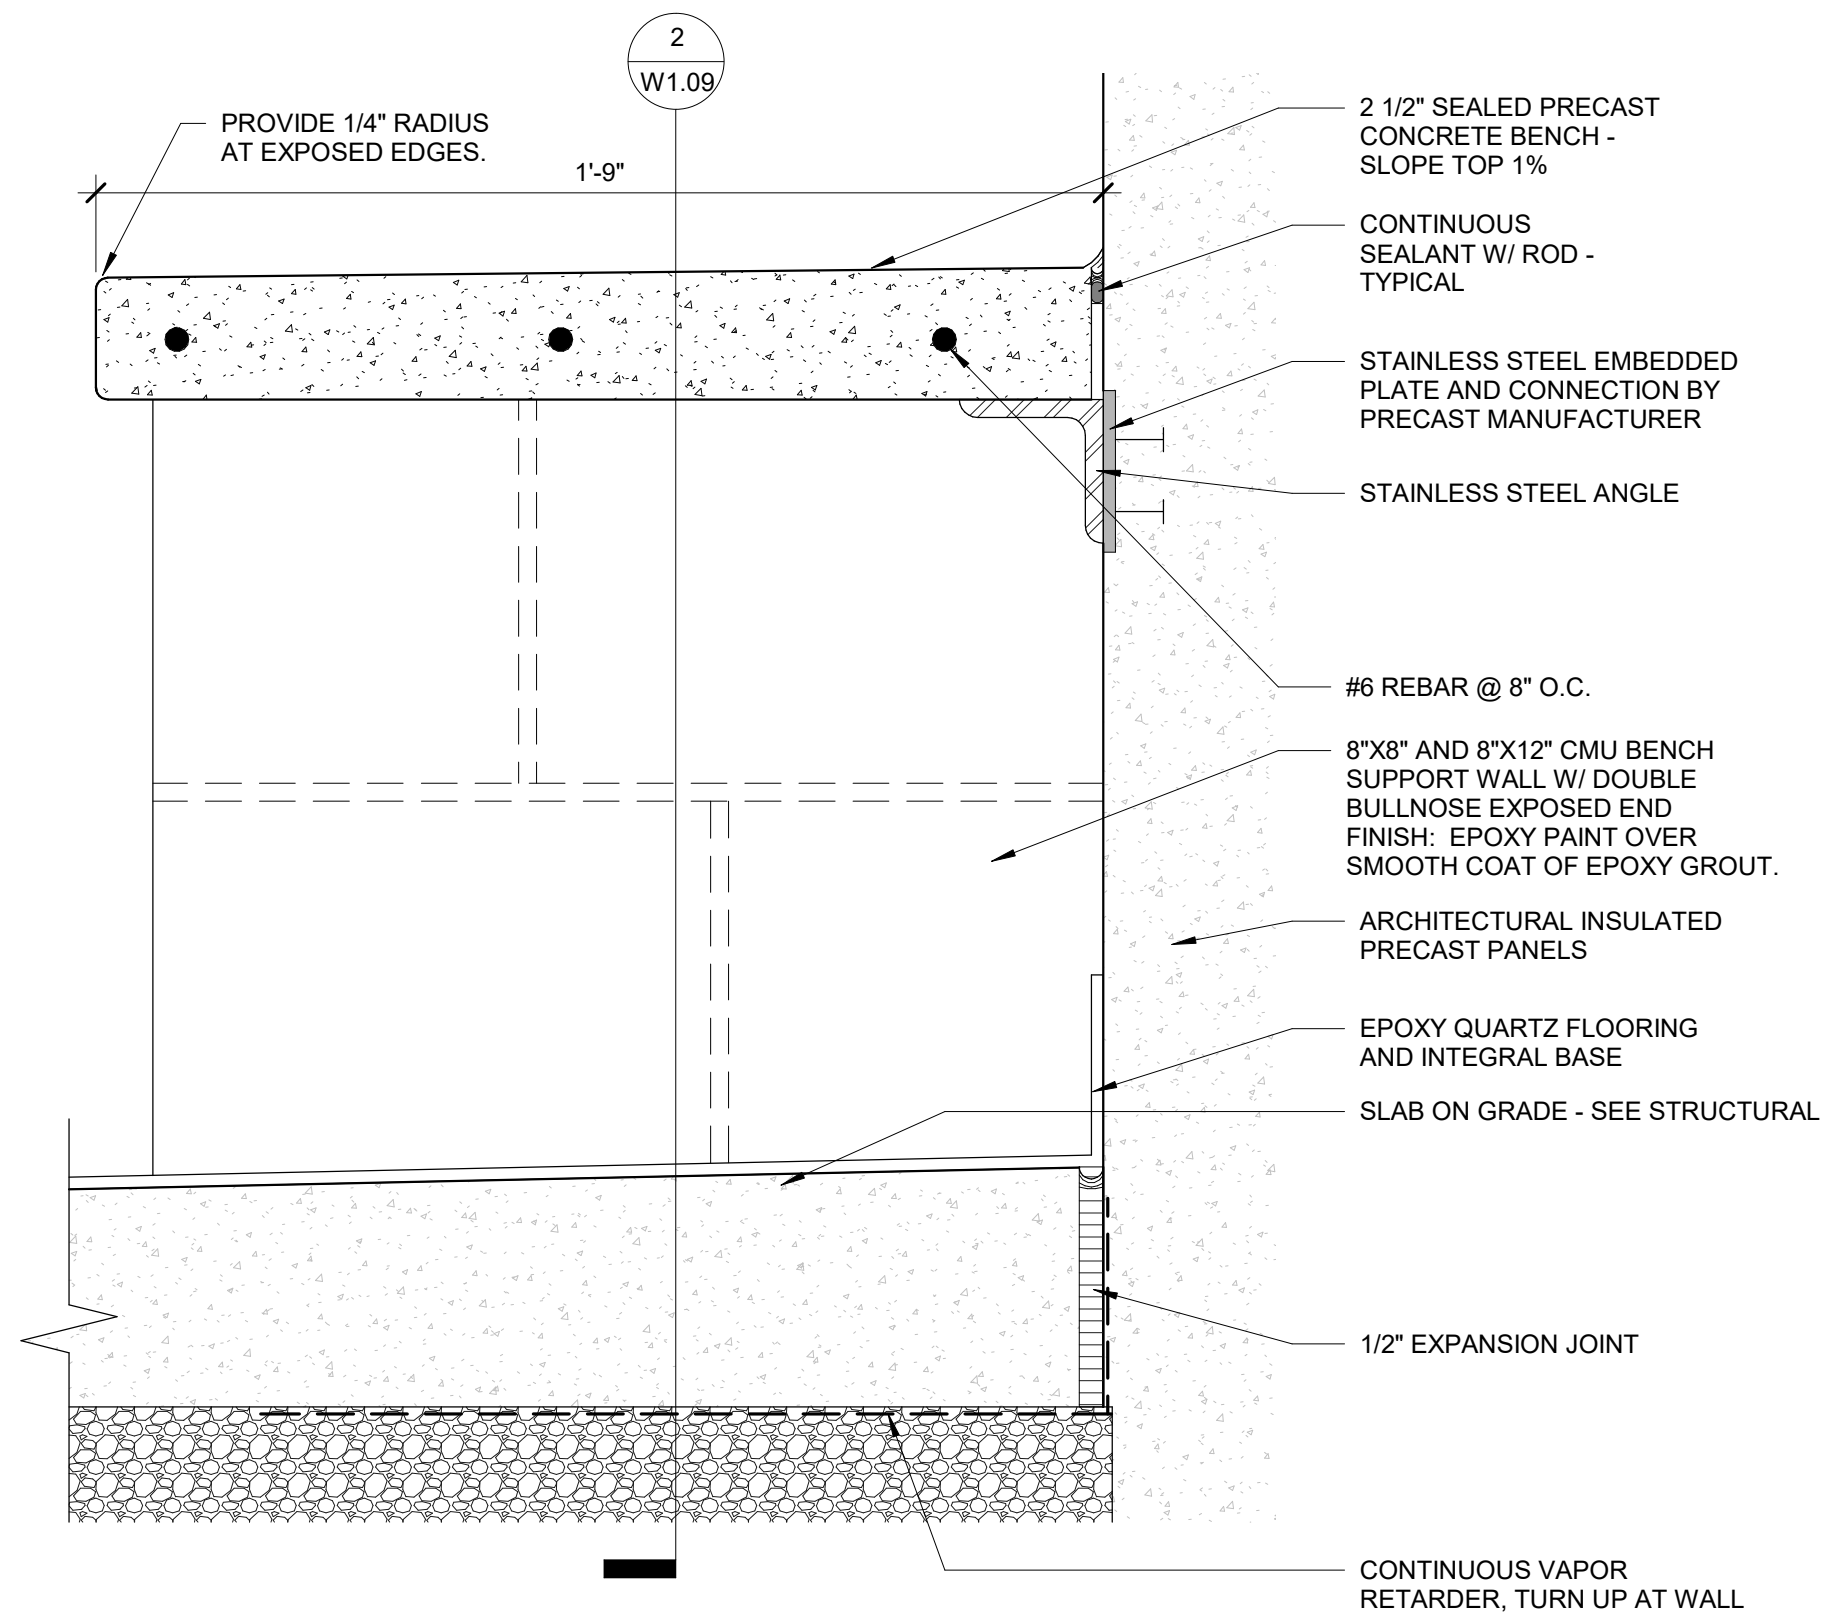 2
W1.09
PROVIDE 1/4" RADIUS
AT EXPOSED EDGES.
1'-9"
2 1/2" SEALED PRECAST
CONCRETE BENCH -
SLOPE TOP 1%
CONTINUOUS
SEALANT W/ ROD -
TYPICAL
STAINLESS STEEL EMBEDDED
PLATE AND CONNECTION BY
PRECAST MANUFACTURER
STAINLESS STEEL ANGLE
#6 REBAR @ 8" O.C.
8"X8" AND 8"X12" CMU BENCH
SUPPORT WALL W/ DOUBLE
BULLNOSE EXPOSED END
FINISH:  EPOXY PAINT OVER
SMOOTH COAT OF EPOXY GROUT.
ARCHITECTURAL INSULATED
PRECAST PANELS
EPOXY QUARTZ FLOORING
AND INTEGRAL BASE
SLAB ON GRADE - SEE STRUCTURAL
1/2" EXPANSION JOINT
CONTINUOUS VAPOR
RETARDER, TURN UP AT WALL